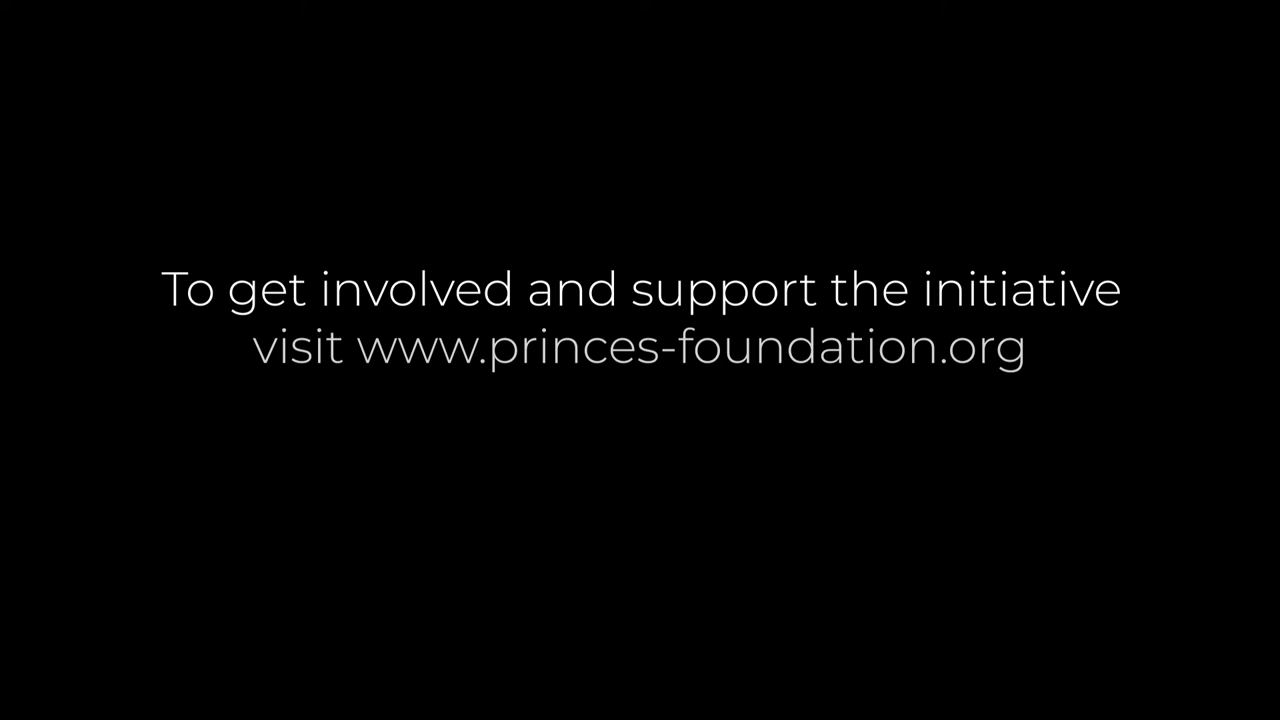 To get involved and support the initiative
visit www.princes-foundation.org